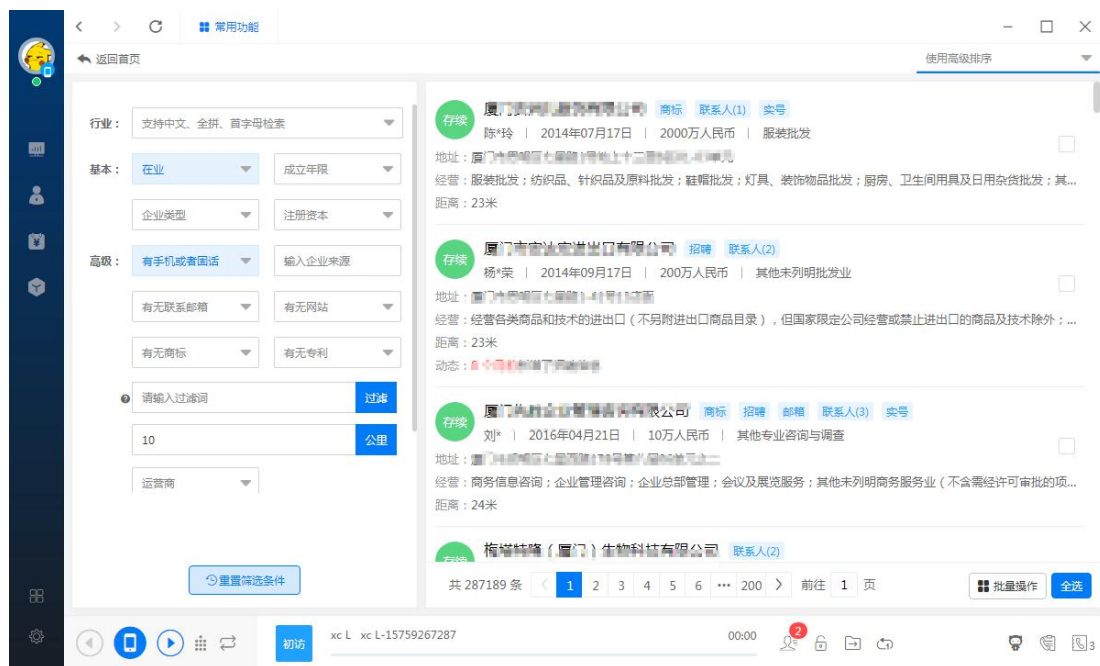 常用功能
返回首页
使用高级排序
行业： 支持中文、全拼、首字母检索
基本： 在业 成立年限
企业类型 注册资本
高级： 有手机或者固话 输入企业来源
有无联系邮箱 有无网站
有无商标 有无专利
请输入过滤词 过滤
10 公里
运营商
重置筛选条件
存续 厦门 商标 联系人(1) 实号
陈*玲 | 2014年07月17日 | 2000万人民币 | 服装批发
地址：
经营：服装批发；纺织品、针织品及原料批发；鞋帽批发；灯具、装饰物品批发；厨房、卫生间用具及日用杂货批发；其...
距离：23米
存续 进出口有限公司 招聘 联系人(2)
杨*荣 | 2014年09月17日 | 200万人民币 | 其他未列明批发业
地址：
经营：经营各类商品和技术的进出口（不另附进出口商品目录），但国家限定公司经营或禁止进出口的商品及技术除外；...
距离：23米
动态：
存续 限公司 商标 招聘 邮箱 联系人(3) 实号
刘* | 2016年04月21日 | 10万人民币 | 其他专业咨询与调查
地址：
经营：商务信息咨询；企业管理咨询；企业总部管理；会议及展览服务；其他未列明商务服务业（不含需经许可审批的项...
距离：24米
存续 （厦门）生物科技有限公司 联系人(2)
共 287189 条 1 2 3 4 5 6 ••• 200 前往 1 页 批量操作 全选
初访 xc L xc L-15759267287 00:00 2 3